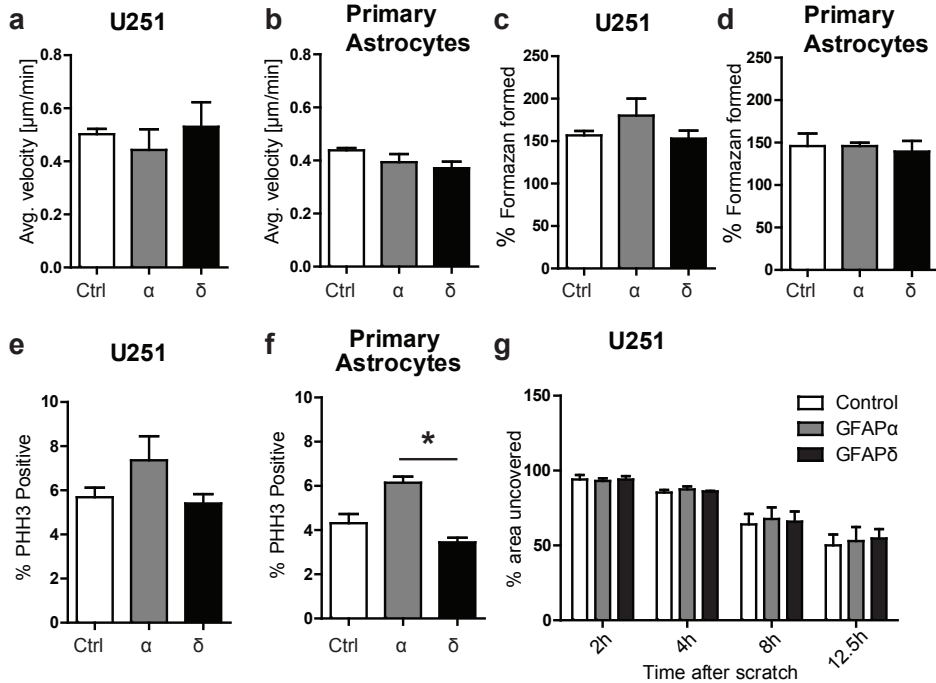 a
U251
Avg. velocity [µm/min]
0.8
0.6
0.4
0.2
0.0
Ctrl α δ
b
Primary
Astrocytes
Avg. velocity [µm/min]
0.8
0.6
0.4
0.2
0.0
Ctrl α δ
c
U251
% Formazan formed
250
200
150
100
50
0
Ctrl α δ
d
Primary
Astrocytes
% Formazan formed
250
200
150
100
50
0
Ctrl α δ
e
U251
% PHH3 Positive
10
8
6
4
2
0
Ctrl α δ
f
Primary
Astrocytes
% PHH3 Positive
10
8
6
4
2
0
*
Ctrl α δ
g
U251
% area uncovered
150
100
50
0
Control
GFAPα
GFAPδ
2h 4h 8h 12.5h
Time after scratch